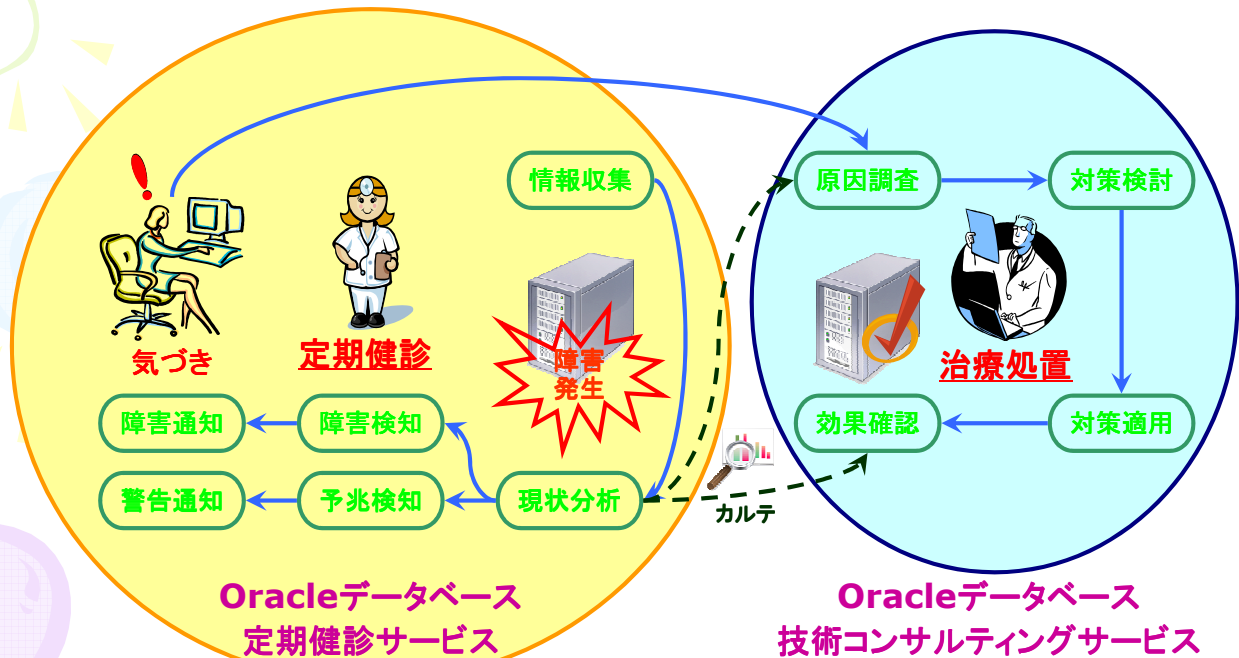 情報収集
原因調査
対策検討
気づき
定期健診
障害
発生
治療処置
障害通知
障害検知
効果確認
対策適用
警告通知
予兆検知
現状分析
カルテ
Oracleデータベース
定期健診サービス
Oracleデータベース
技術コンサルティングサービス